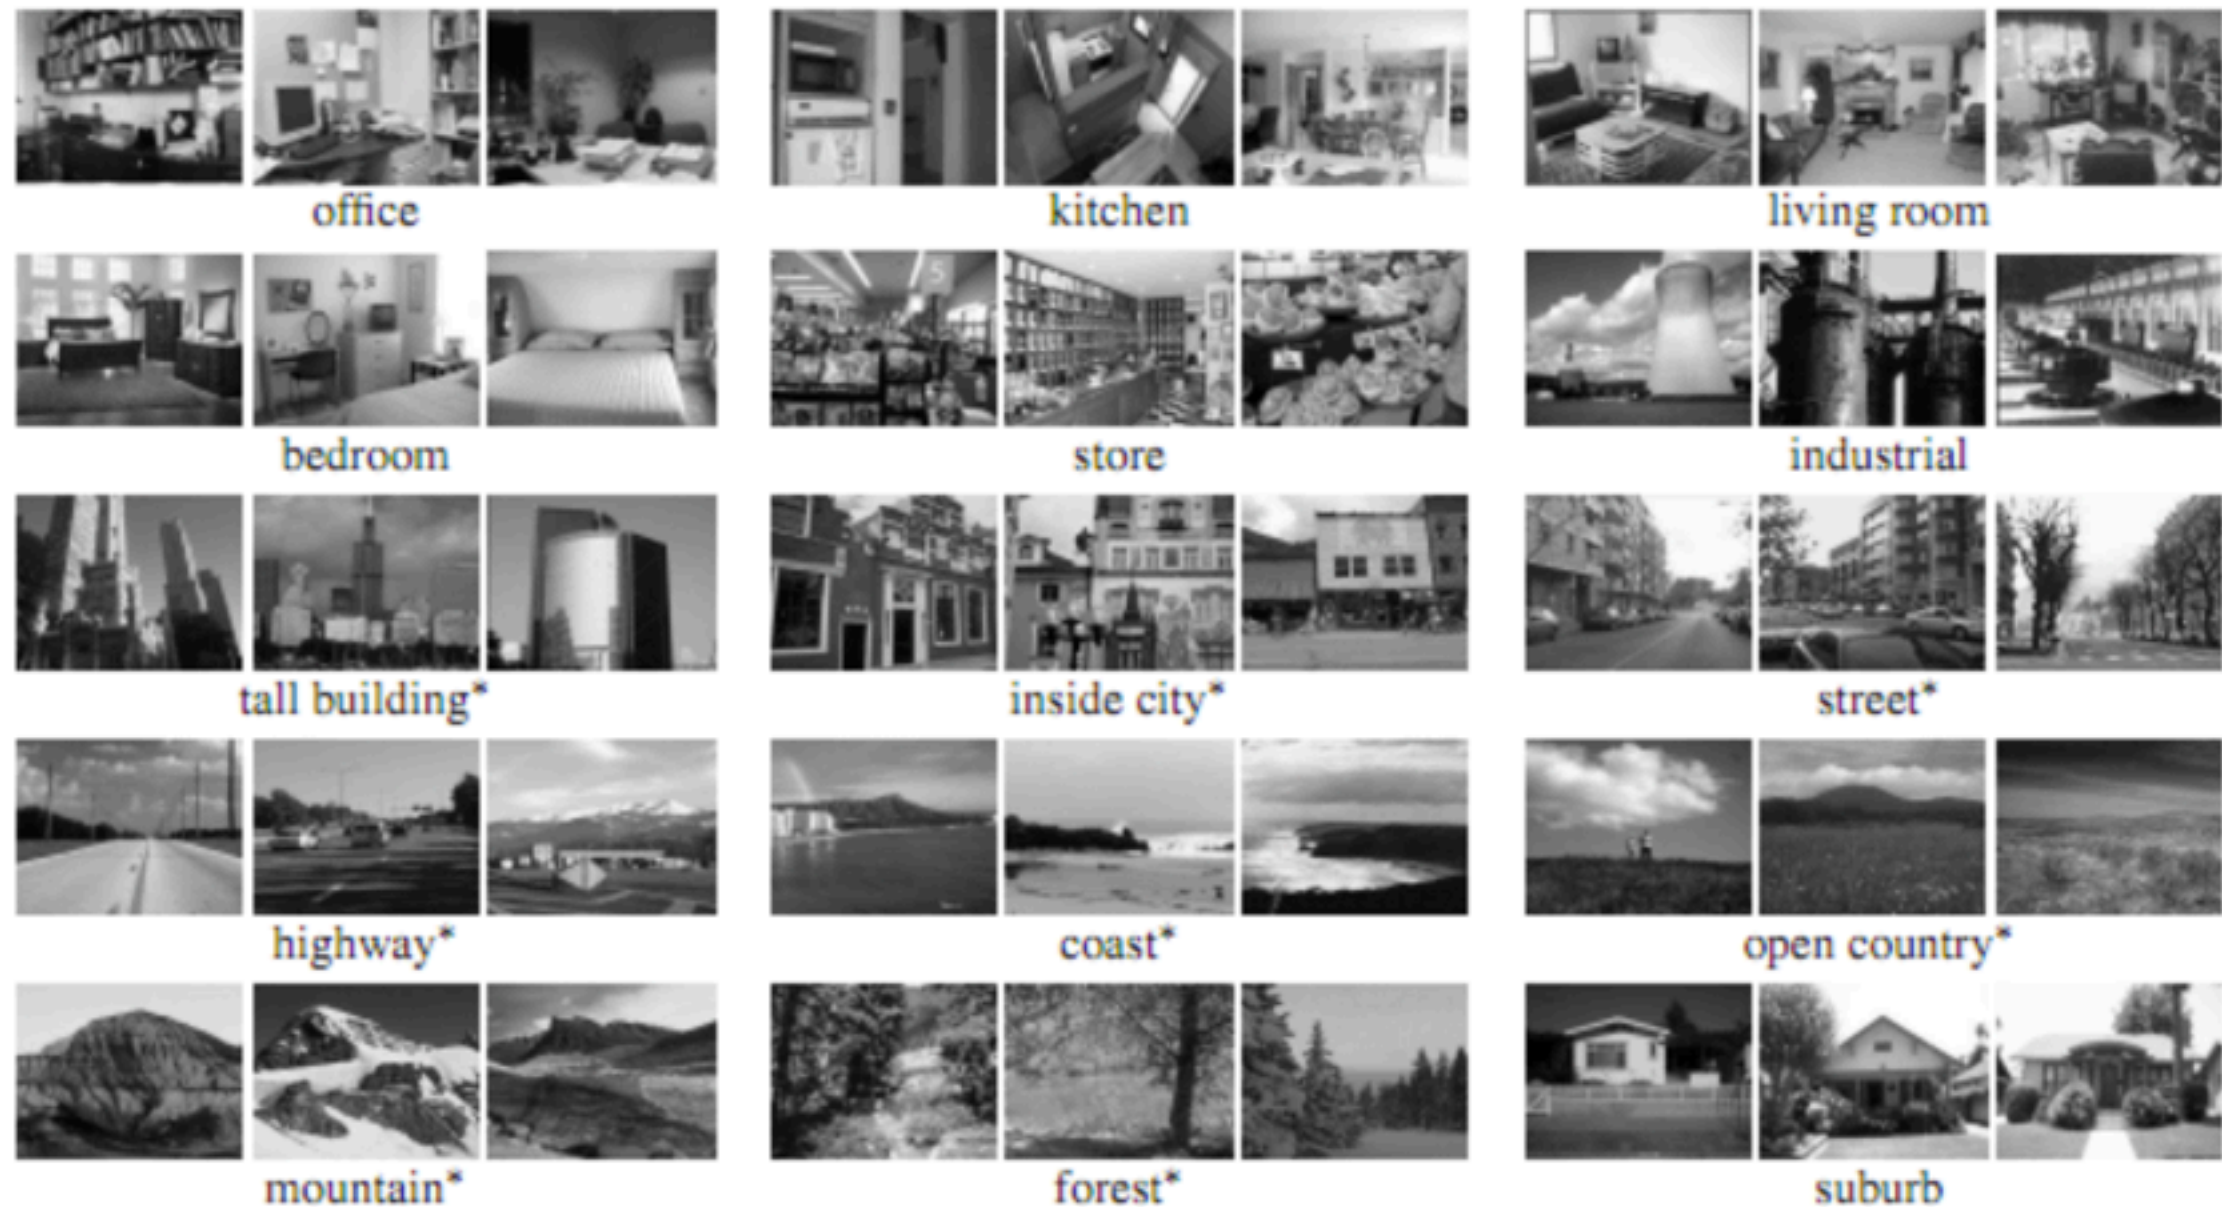 office
kitchen
living room
5
bedroom
store
industrial
tall building*
inside city*
street*
highway*
coast*
open country*
mountain*
forest*
suburb